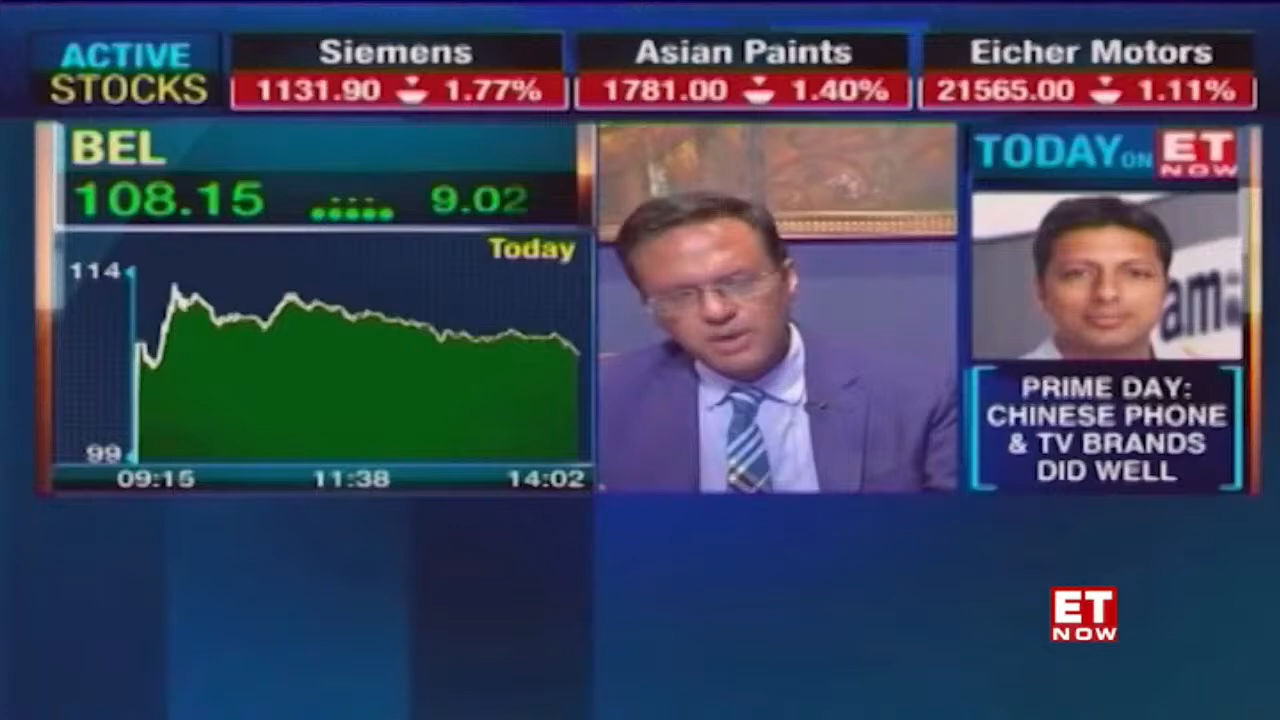 ACTIVE
STOCKS
Siemens
1131.90 1.77%
Asian Paints
1781.00 1.40%
Eicher Motors
21565.00 1.11%
BEL
108.15 9.02
Today
114
99
09:15 11:38 14:02
TODAY ON ET
NOW
am
PRIME DAY:
CHINESE PHONE
& TV BRANDS
DID WELL
ET
NOW